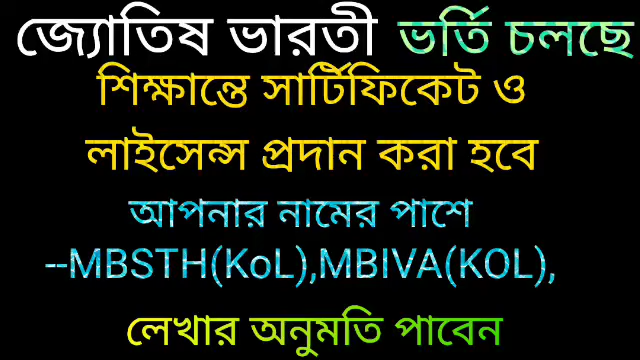 জ্যোতিষ ভারতী ভর্তি চলছে
শিক্ষান্তে সার্টিফিকেট ও
লাইসেন্স প্রদান করা হবে
আপনার নামের পাশে
--MBSTH(KoL),MBIVA(KOL),
লেখার অনুমতি পাবেন